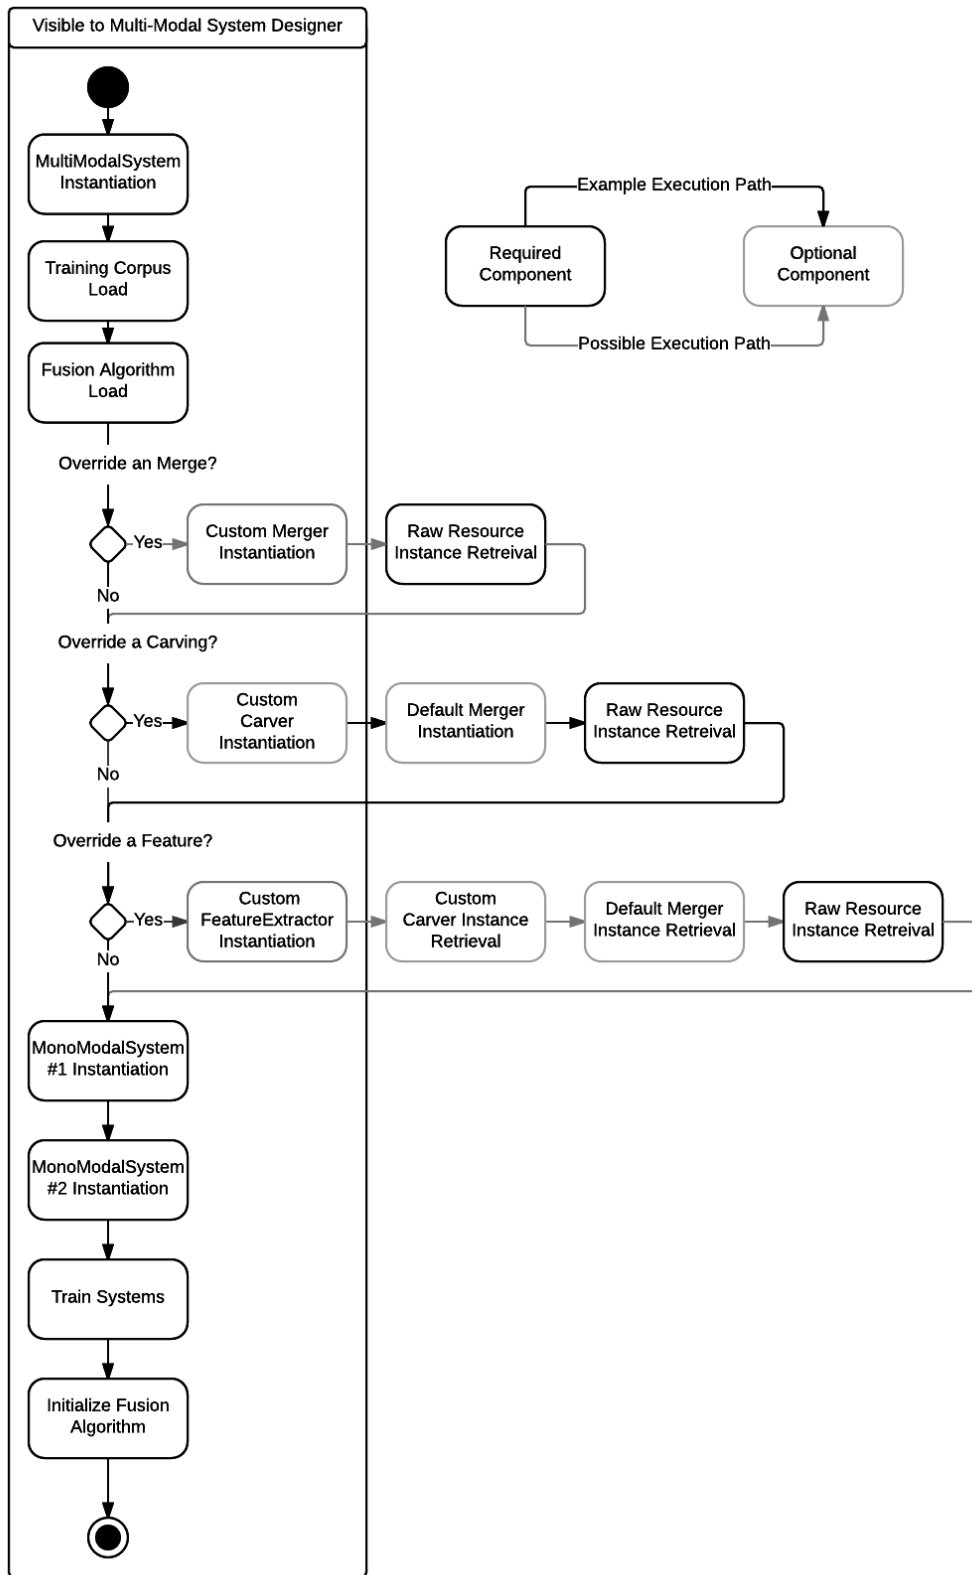 Visible to Multi-Modal System Designer
MultiModalSystem
Instantiation
Training Corpus
Load
Fusion Algorithm
Load
Example Execution Path
Required
Component
Optional
Component
Possible Execution Path
Override an Merge?
Yes
Custom Merger
Instantiation
Raw Resource
Instance Retreival
No
Override a Carving?
Yes
Custom
Carver
Instantiation
Default Merger
Instantiation
Raw Resource
Instance Retreival
No
Override a Feature?
Yes
Custom
FeatureExtractor
Instantiation
Custom
Carver Instance
Retrieval
Default Merger
Instance Retrieval
Raw Resource
Instance Retreival
No
MonoModalSystem
#1 Instantiation
MonoModalSystem
#2 Instantiation
Train Systems
Initialize Fusion
Algorithm